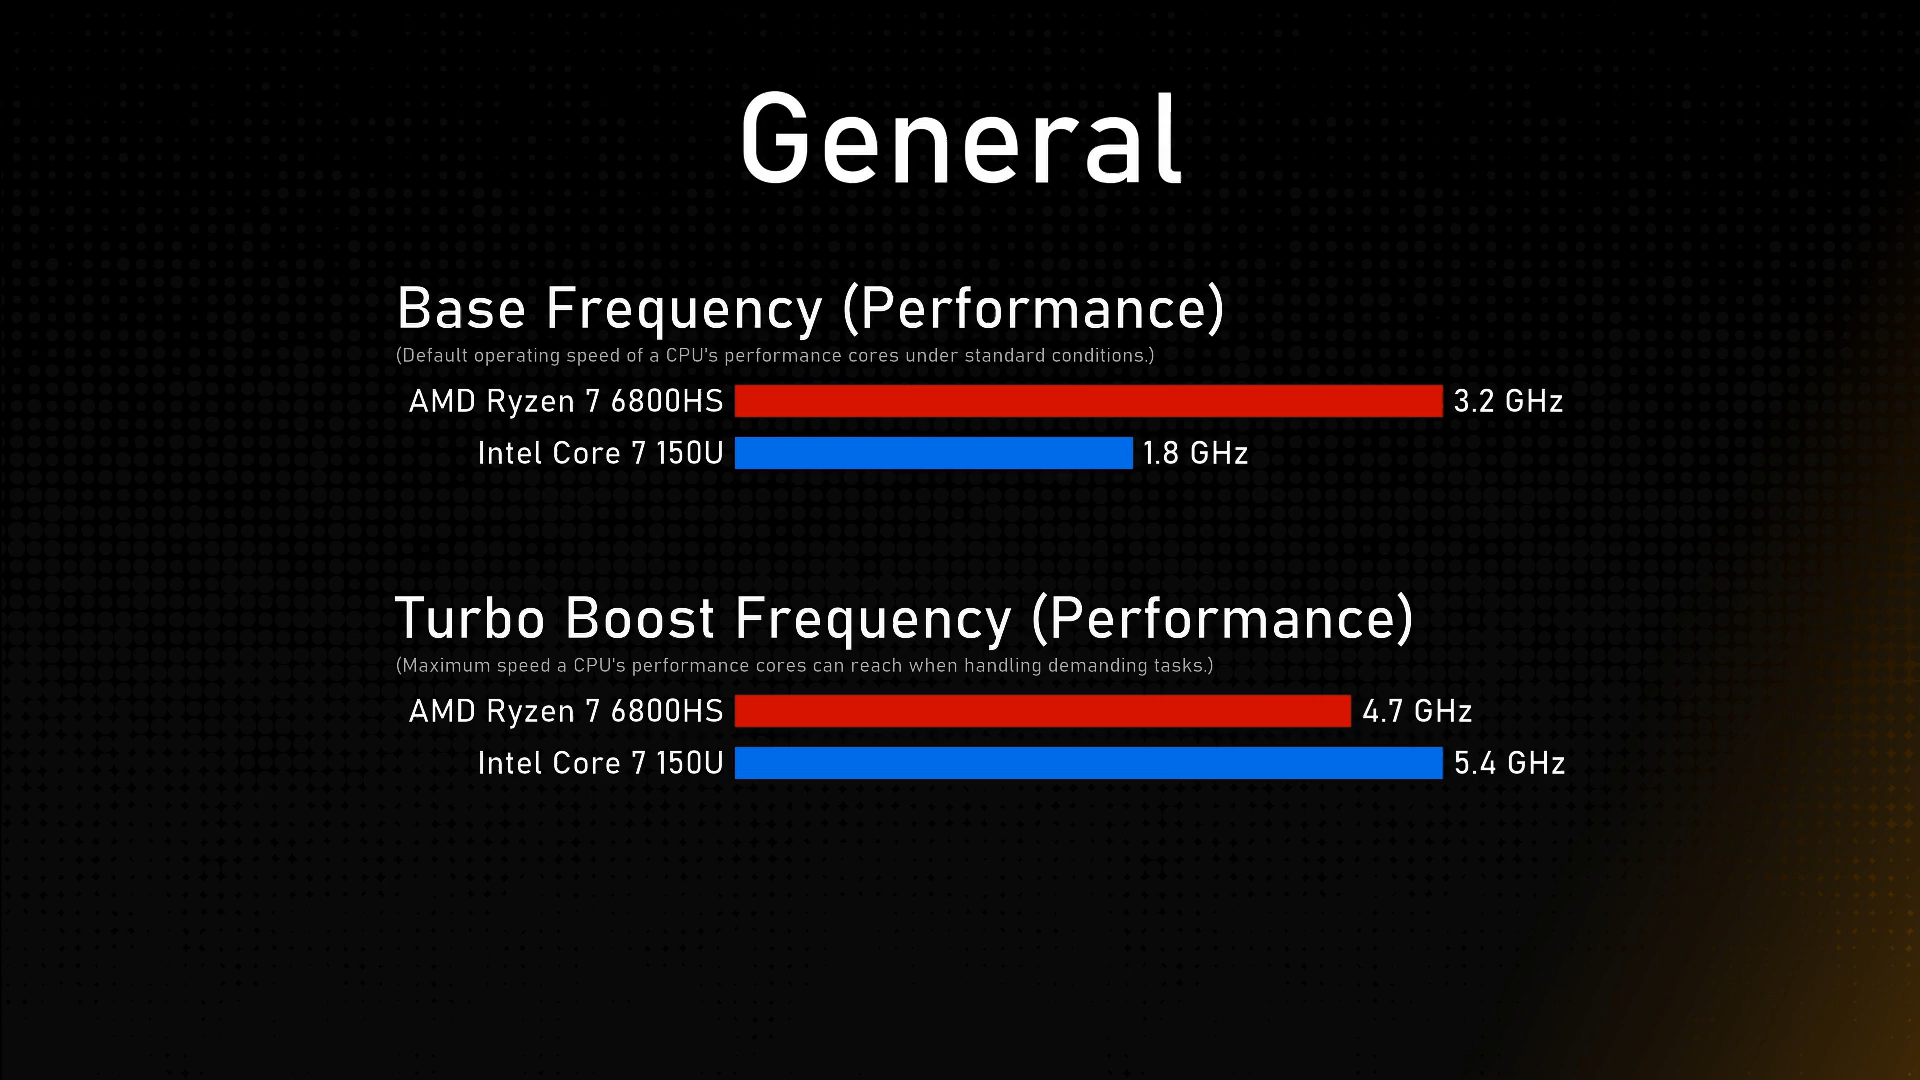 General
Base Frequency (Performance)
(Default operating speed of a CPU's performance cores under standard conditions.)
AMD Ryzen 7 6800HS 3.2 GHz
Intel Core 7 150U 1.8 GHz
Turbo Boost Frequency (Performance)
(Maximum speed a CPU's performance cores can reach when handling demanding tasks.)
AMD Ryzen 7 6800HS 4.7 GHz
Intel Core 7 150U 5.4 GHz